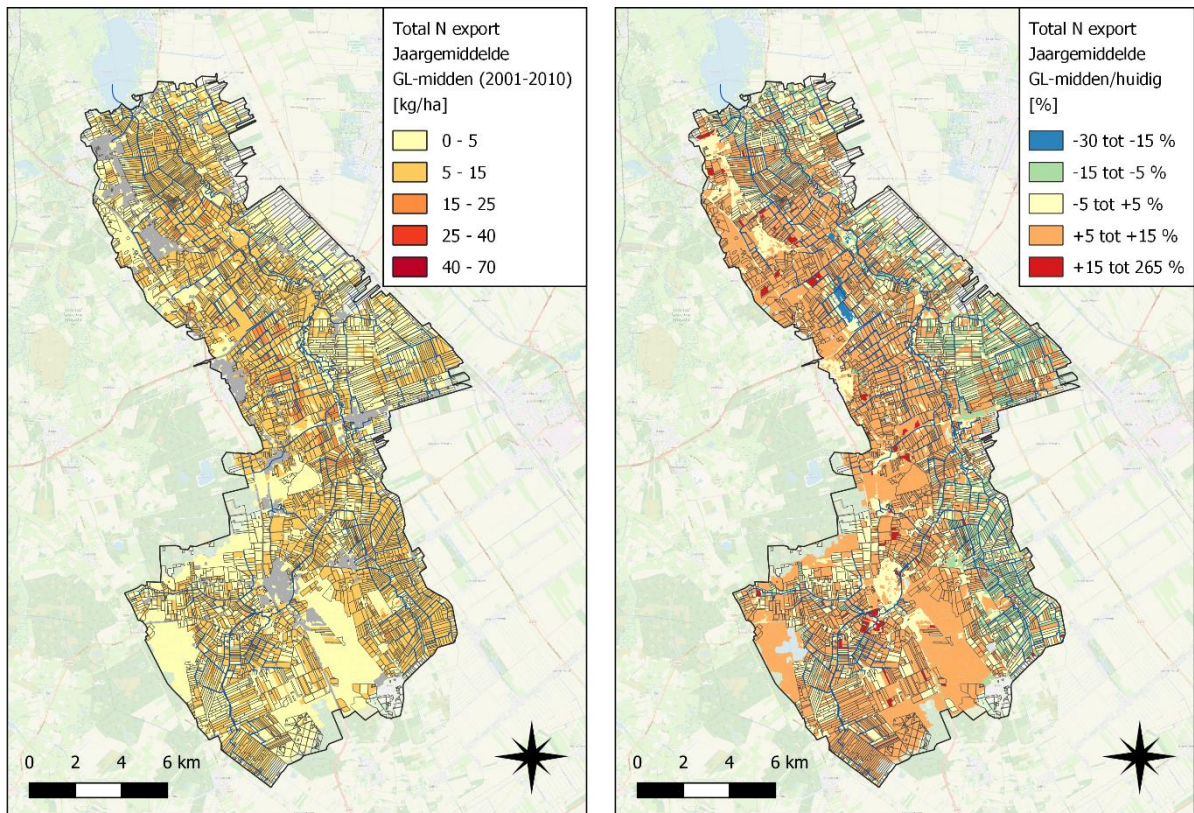 Total N export
Jaargemiddelde
GL-midden (2001-2010)
[kg/ha]
0 - 5
5 - 15
15 - 25
25 - 40
40 - 70
0 2 4 6 km
Total N export
Jaargemiddelde
GL-midden/huidig
[%]
-30 tot -15 %
-15 tot -5 %
-5 tot +5 %
+5 tot +15 %
+15 tot 265 %
0 2 4 6 km